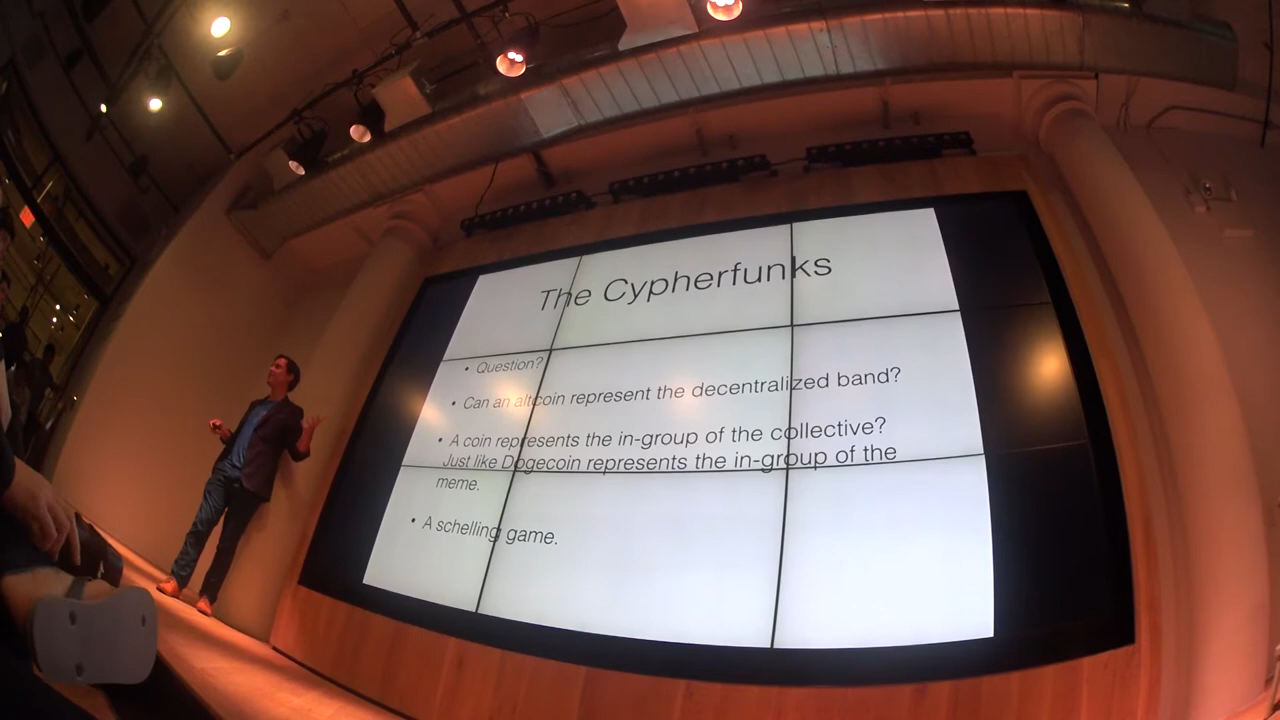 The Cypherfunks
• Question?
• Can an altcoin represent the decentralized band?
• A coin represents the in-group of the collective?
Just like Dogecoin represents the in-group of the
meme.
• A schelling game.